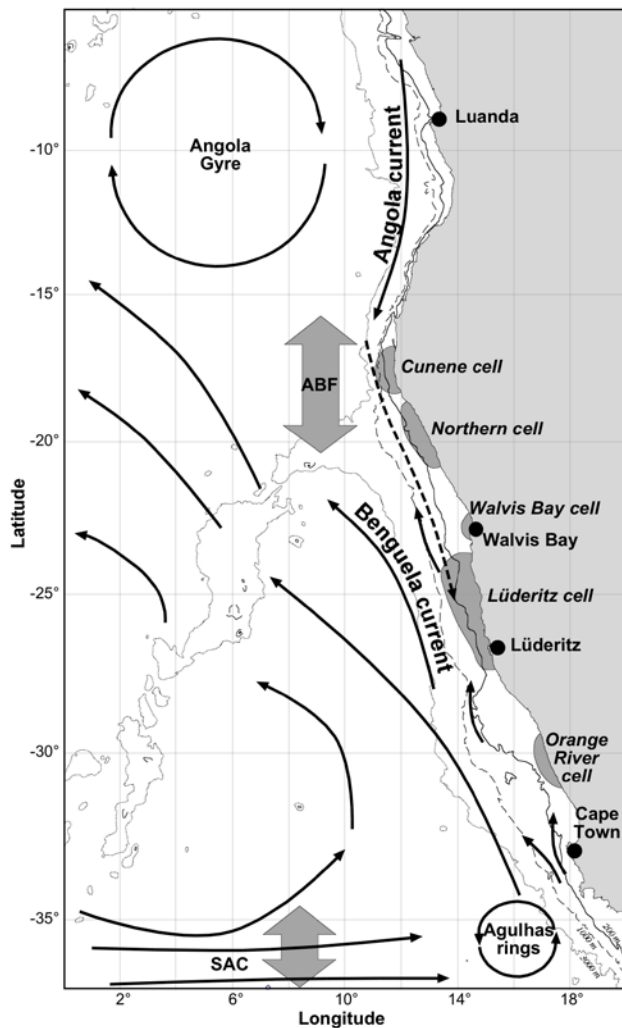 Luanda
-10°
Angola
Gyre
Angola current
-15°
Cunene cell
ABF
Northern cell
-20°
Latitude
Walvis Bay cell
Walvis Bay
Benguela current
-25°
Lüderitz cell
Lüderitz
-30°
Orange
River
cell
Cape
Town
-35°
Agulhas
rings
SAC
200 m
1000 m
3000 m
2°
6°
10°
14°
18°
Longitude